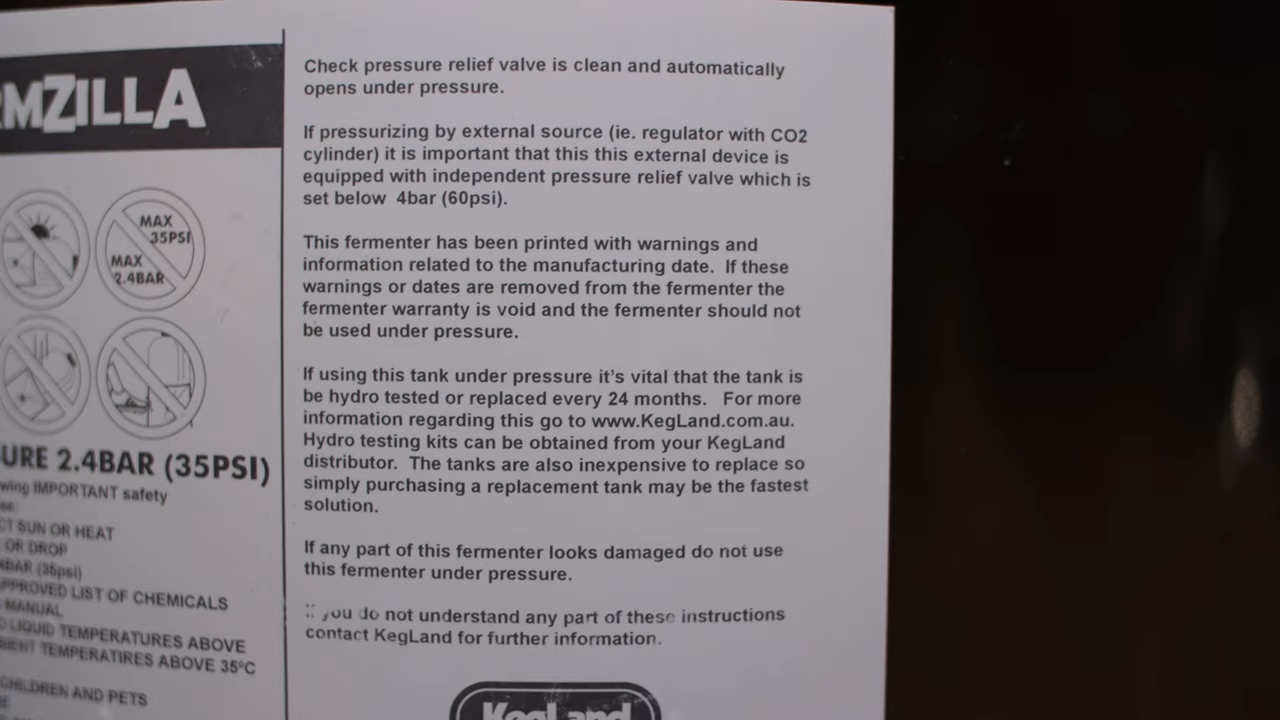 MZILLA
MAX
35PSI
MAX
2.4BAR
URE 2.4BAR (35PSI)
wing IMPORTANT safety
CT SUN OR HEAT
OR DROP
(35psi)
APPROVED LIST OF CHEMICALS
MANUAL
LIQUID TEMPERATURES ABOVE
TEMPERATIRES ABOVE 35°C
CHILDREN AND PETS
Check pressure relief valve is clean and automatically
opens under pressure.
If pressurizing by external source (ie. regulator with CO2
cylinder) it is important that this this external device is
equipped with independent pressure relief valve which is
set below 4bar (60psi).
This fermenter has been printed with warnings and
information related to the manufacturing date. If these
warnings or dates are removed from the fermenter the
fermenter warranty is void and the fermenter should not
be used under pressure.
If using this tank under pressure it's vital that the tank is
be hydro tested or replaced every 24 months. For more
information regarding this go to www.KegLand.com.au.
Hydro testing kits can be obtained from your KegLand
distributor. The tanks are also inexpensive to replace so
simply purchasing a replacement tank may be the fastest
solution.
If any part of this fermenter looks damaged do not use
this fermenter under pressure.
If you do not understand any part of these instructions
contact KegLand for further information.
KegLand